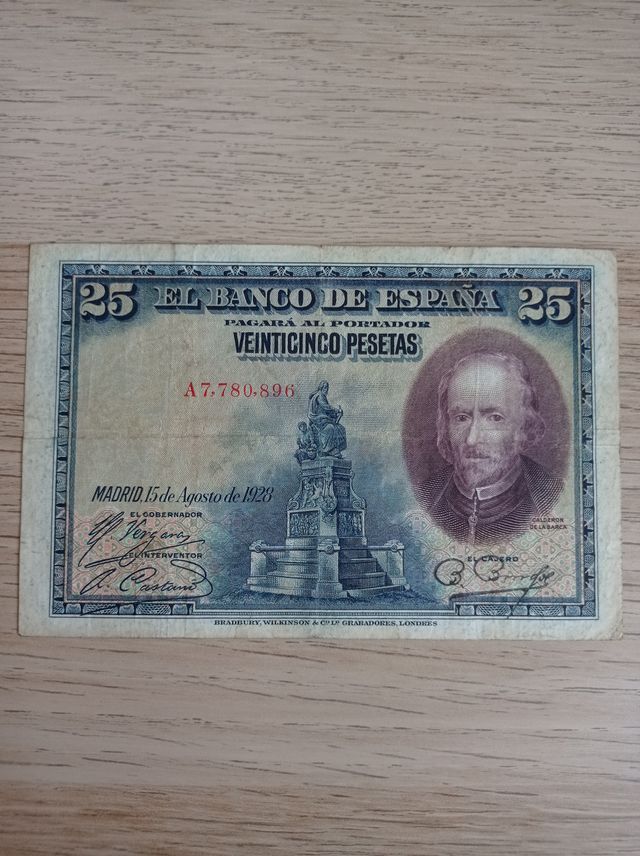 25 EL BANCO DE ESPAÑA 25
PAGARÁ AL PORTADOR
VEINTICINCO PESETAS
A7,780,896
MADRID, 15 de Agosto de 1928
EL GOBERNADOR
EL INTERVENTOR
CALDERON
DE LA BARCA
EL CAJERO
BRADBURY, WILKINSON & Cº Lº GRABADORES, LONDRES